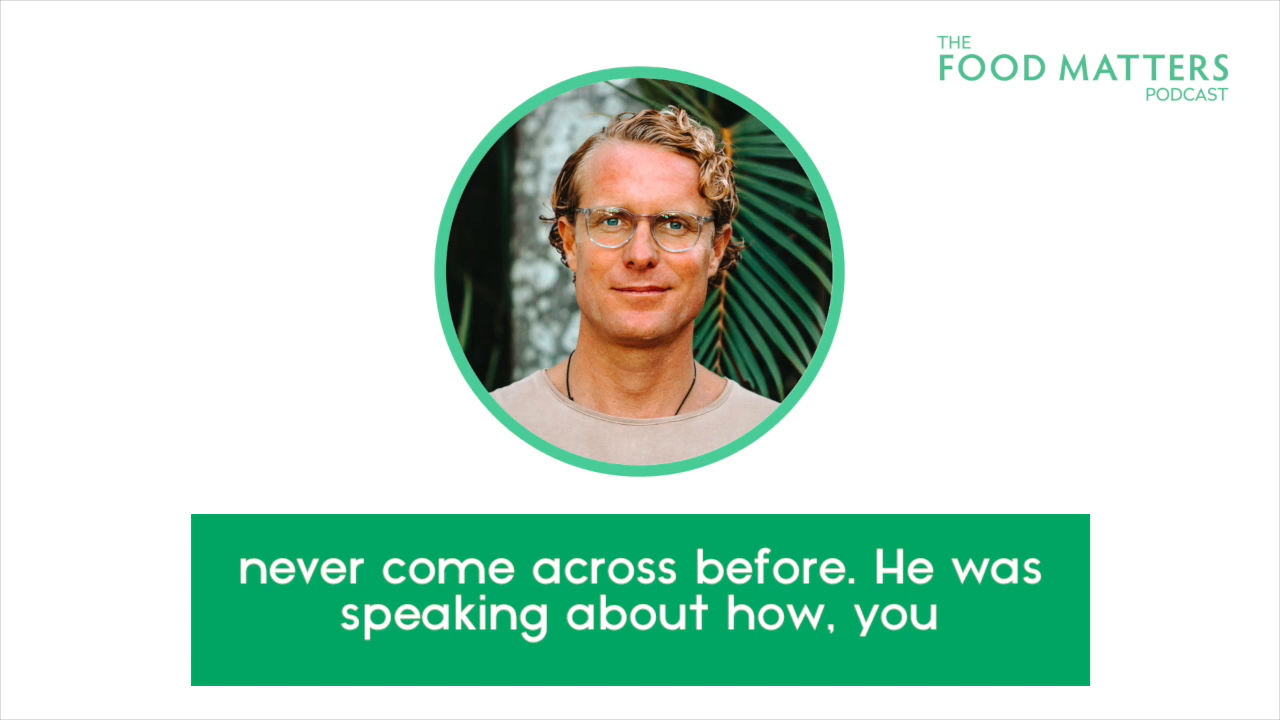 THE
FOOD MATTERS
PODCAST
never come across before. He was
speaking about how, you